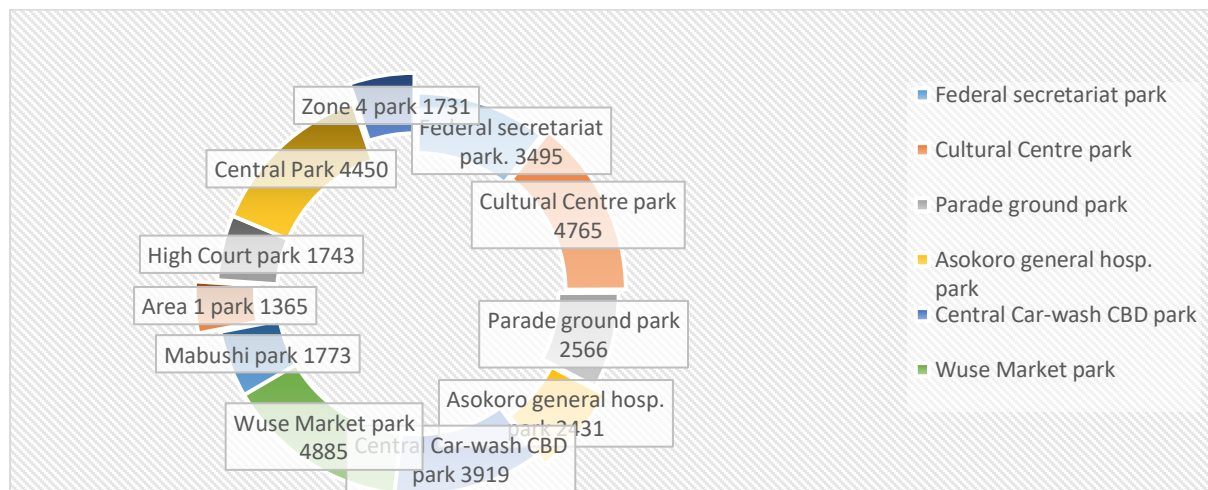 Zone 4 park 1731
Federal secretariat
park. 3495
Central Park 4450
Cultural Centre park
4765
High Court park 1743
Area 1 park 1365
Parade ground park
2566
Mabushi park 1773
Asokoro general hosp.
park 2431
Wuse Market park
4885
Central Car-wash CBD
park 3919
Federal secretariat park
Cultural Centre park
Parade ground park
Asokoro general hosp.
park
Central Car-wash CBD park
Wuse Market park